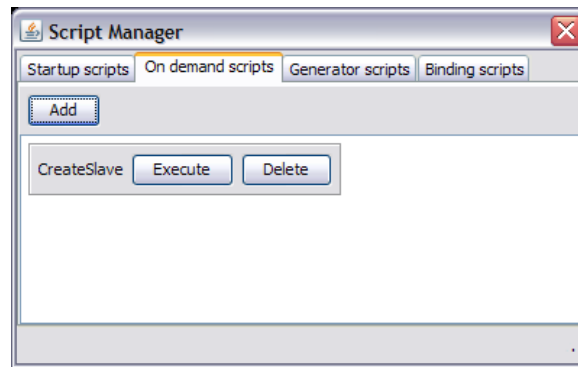 Script Manager
Startup scripts On demand scripts Generator scripts Binding scripts
Add
CreateSlave Execute Delete